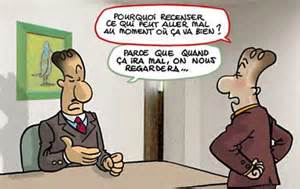 POURQUOI RECENSER
CE QUI PEUT ALLER MAL
AU MOMENT OÙ ÇA VA BIEN ?
PARCE QUE QUAND
ÇA IRA MAL, ON NOUS
REGARDERA...